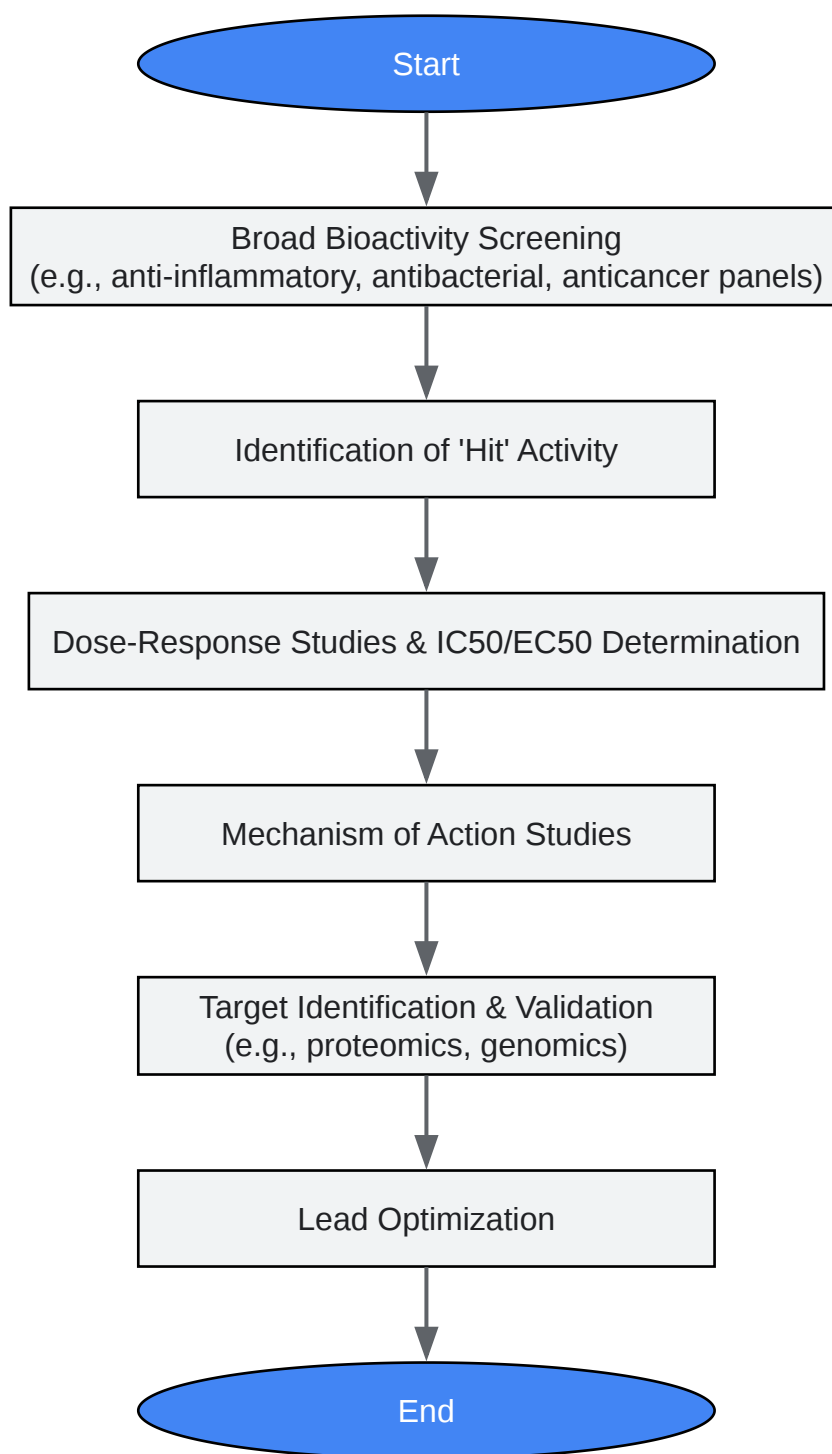 Start
Broad Bioactivity Screening
(e.g., anti-inflammatory, antibacterial, anticancer panels)
Identification of 'Hit' Activity
Dose-Response Studies & IC50/EC50 Determination
Mechanism of Action Studies
Target Identification & Validation
(e.g., proteomics, genomics)
Lead Optimization
End